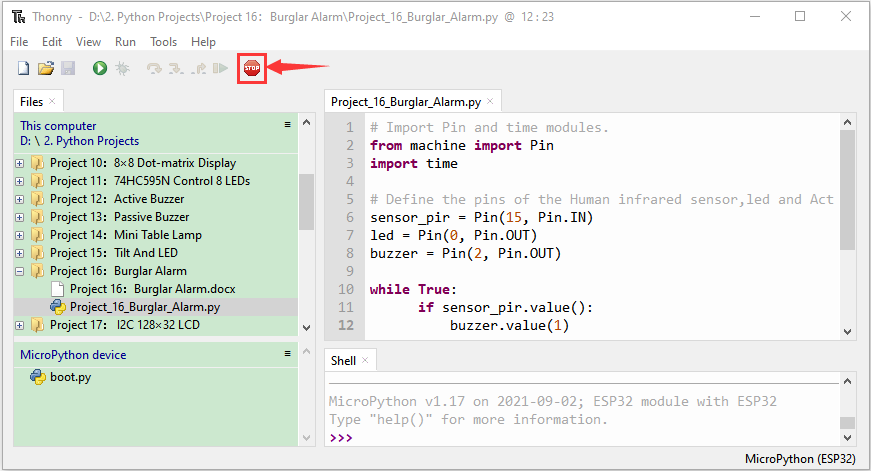 Thonny - D:\2. Python Projects\Project 16：Burglar Alarm\Project_16_Burglar_Alarm.py @ 12 : 23
File Edit View Run Tools Help
STOP
Files ×
This computer ≡
D: \ 2. Python Projects
Project 10：8×8 Dot-matrix Display
Project 11：74HC595N Control 8 LEDs
Project 12：Active Buzzer
Project 13：Passive Buzzer
Project 14：Mini Table Lamp
Project 15：Tilt And LED
Project 16：Burglar Alarm
Project 16：Burglar Alarm.docx
Project_16_Burglar_Alarm.py
Project 17： I2C 128×32 LCD
MicroPython device ≡
boot.py
Project_16_Burglar_Alarm.py ×
1 # Import Pin and time modules.
2 from machine import Pin
3 import time
4
5 # Define the pins of the Human infrared sensor,led and Act
6 sensor_pir = Pin(15, Pin.IN)
7 led = Pin(0, Pin.OUT)
8 buzzer = Pin(2, Pin.OUT)
9
10 while True:
11 if sensor_pir.value():
12 buzzer.value(1)
Shell ×
MicroPython v1.17 on 2021-09-02; ESP32 module with ESP32
Type "help()" for more information.
>>>
MicroPython (ESP32)